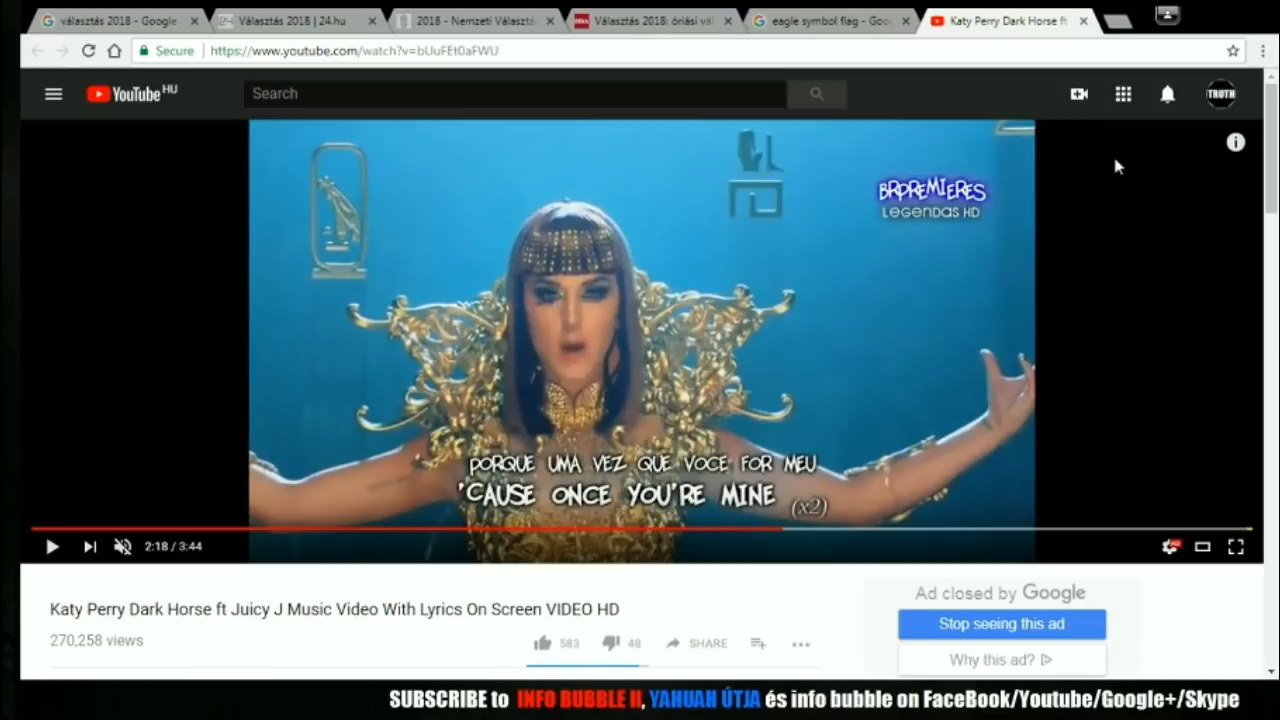 választás 2018 - Google
24 Választás 2018 | 24.hu
2018 - Nemzeti Választá
Választás 2018: óriási vá
eagle symbol flag - Goo
Katy Perry Dark Horse ft
Secure
https://www.youtube.com/watch?v=bUuFEt0aFWU
YouTube HU
Search
TRUTH
BRPREMIERES
LEGENDAS HD
PORQUE UMA VEZ QUE VOCE FOR MEU
'CAUSE ONCE YOU'RE MINE (x2)
2:18 / 3:44
HD
Katy Perry Dark Horse ft Juicy J Music Video With Lyrics On Screen VIDEO HD
270,258 views
583
48
SHARE
Ad closed by Google
Stop seeing this ad
Why this ad?
SUBSCRIBE to INFO BUBBLE II, YAHUAH ÚTJA és info bubble on FaceBook/Youtube/Google+/Skype